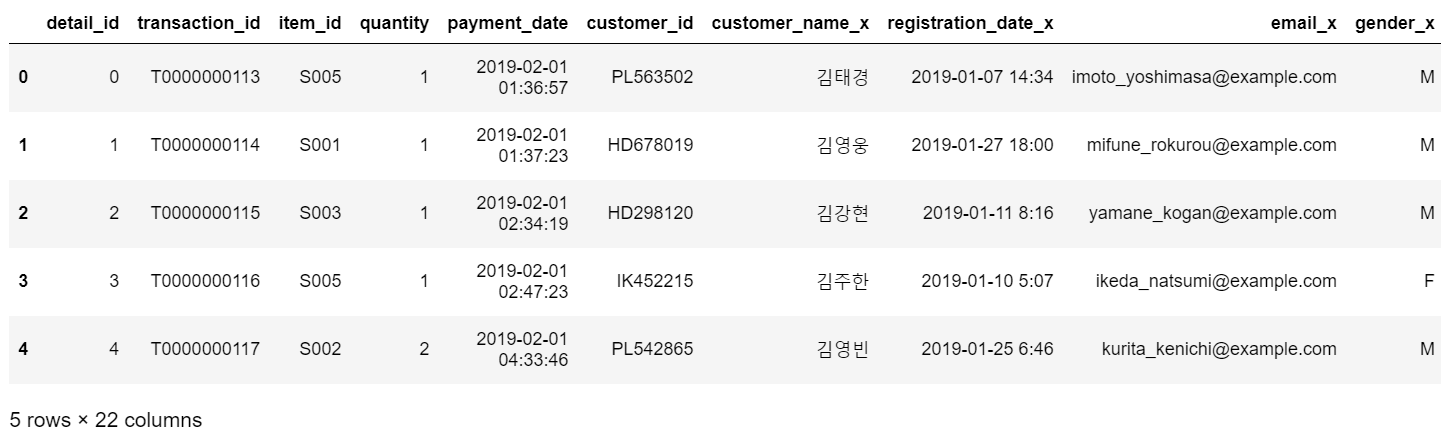 detail_id transaction_id item_id quantity payment_date customer_id customer_name_x registration_date_x email_x gender_x
0 0 T0000000113 S005 1 2019-02-01 01:36:57 PL563502 김태경 2019-01-07 14:34 imoto_yoshimasa@example.com M
1 1 T0000000114 S001 1 2019-02-01 01:37:23 HD678019 김영웅 2019-01-27 18:00 mifune_rokurou@example.com M
2 2 T0000000115 S003 1 2019-02-01 02:34:19 HD298120 김강현 2019-01-11 8:16 yamane_kogan@example.com M
3 3 T0000000116 S005 1 2019-02-01 02:47:23 IK452215 김주한 2019-01-10 5:07 ikeda_natsumi@example.com F
4 4 T0000000117 S002 2 2019-02-01 04:33:46 PL542865 김영빈 2019-01-25 6:46 kurita_kenichi@example.com M
5 rows × 22 columns